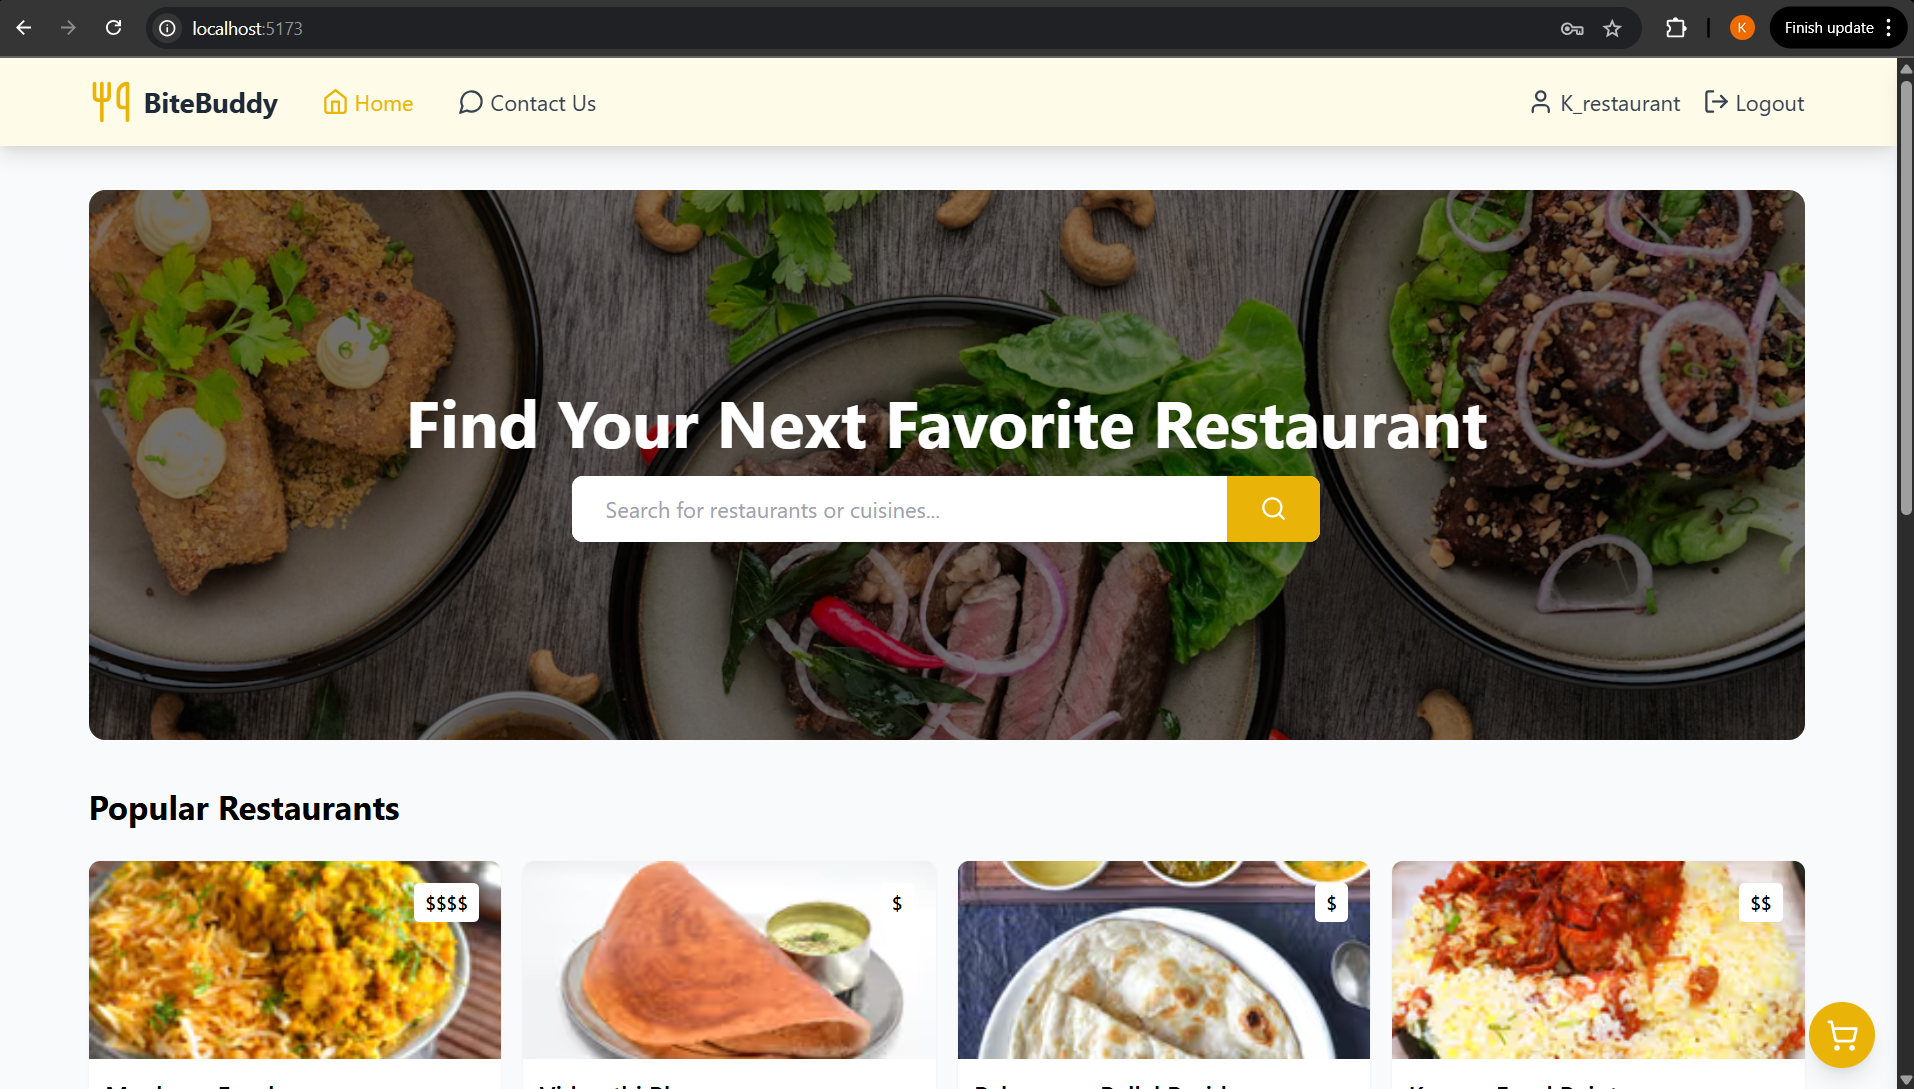 localhost:5173
K
Finish update
BiteBuddy
Home
Contact Us
K_restaurant
Logout
Find Your Next Favorite Restaurant
Search for restaurants or cuisines...
Popular Restaurants
$$$$
$
$
$$